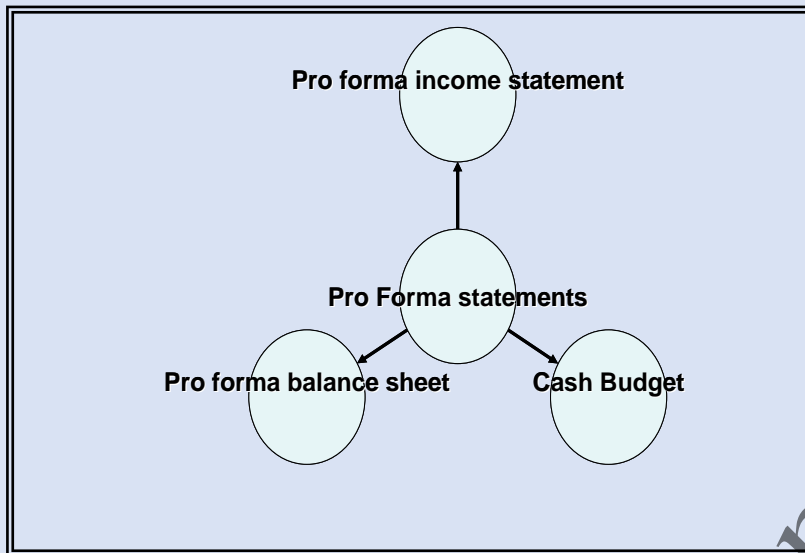 Pro forma income statement
Pro Forma statements
Pro forma balance sheet
Cash Budget